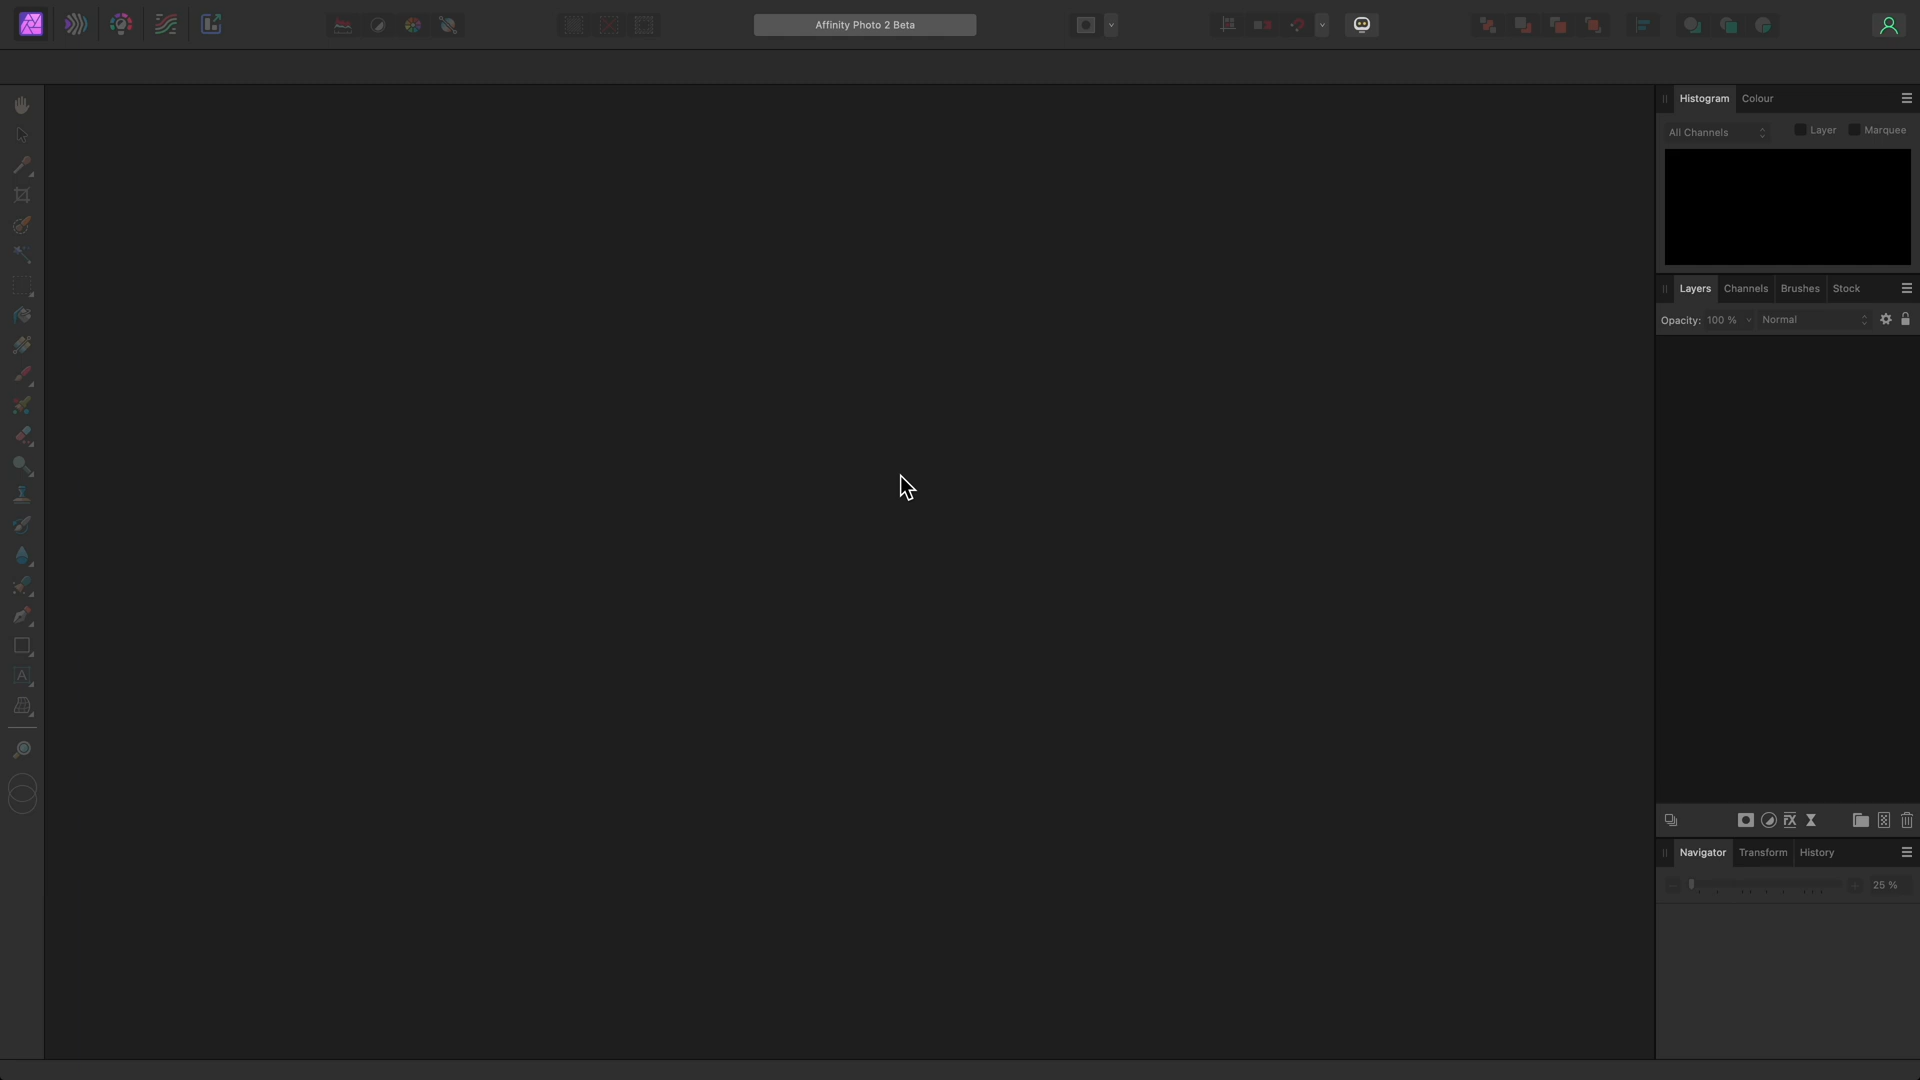 Affinity Photo 2 Beta
Histogram
Colour
All Channels
Layer
Marquee
Layers
Channels
Brushes
Stock
Opacity: 100 %
Normal
Navigator
Transform
History
25 %